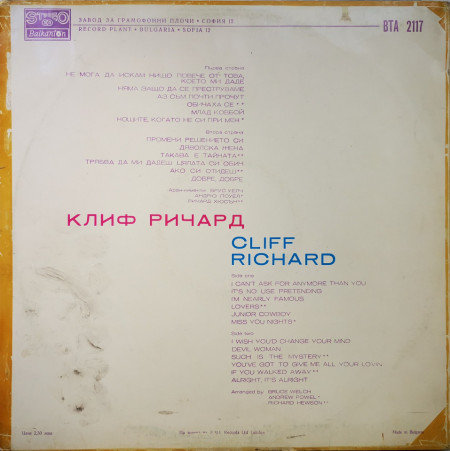 STEREO
Balkanton
ЗАВОД ЗА ГРАМОФОННИ ПЛОЧИ • СОФИЯ 12
RECORD PLANT • BULGARIA • SOFIA 12
ВТА 2117
Първа страна
НЕ МОГА ДА ИСКАМ НИЩО ПОВЕЧЕ ОТ ТОВА,
КОЕТО МИ ДАДЕ
НЯМА ЗАЩО ДА СЕ ПРЕСТРУВАМЕ
АЗ СЪМ ПОЧТИ ПРОЧУТ
ОБИЧАХА СЕ**
МЛАД КОВБОЙ
НОЩИТЕ, КОГАТО НЕ СИ ПРИ МЕН*
Втора страна
ПРОМЕНИ РЕШЕНИЕТО СИ
ДЯВОЛСКА ЖЕНА
ТАКАВА Е ТАЙНАТА**
ТРЯБВА ДА МИ ДАДЕШ ЦЯЛАТА СИ ОБИЧ
АКО СИ ОТИДЕШ**
ДОБРЕ, ДОБРЕ
КЛИФ РИЧАРД
CLIFF
RICHARD
Side one
I CAN'T ASK FOR ANYMORE THAN YOU
IT'S NO USE PRETENDING
I'M NEARLY FAMOUS
LOVERS**
JUNIOR COWBOY
MISS YOU NIGHTS*
Side two
I WISH YOU'D CHANGE YOUR MIND
DEVIL WOMAN
SUCH IS THE MYSTERY**
YOU'VE GOT TO GIVE ME ALL YOUR LOVIN
IF YOU WALKED AWAY**
ALRIGHT, IT'S ALRIGHT
Arranged by BRUCE WELCH
ANDREW POWEL*
RICHARD HEWSON**
Records Ltd
Made in